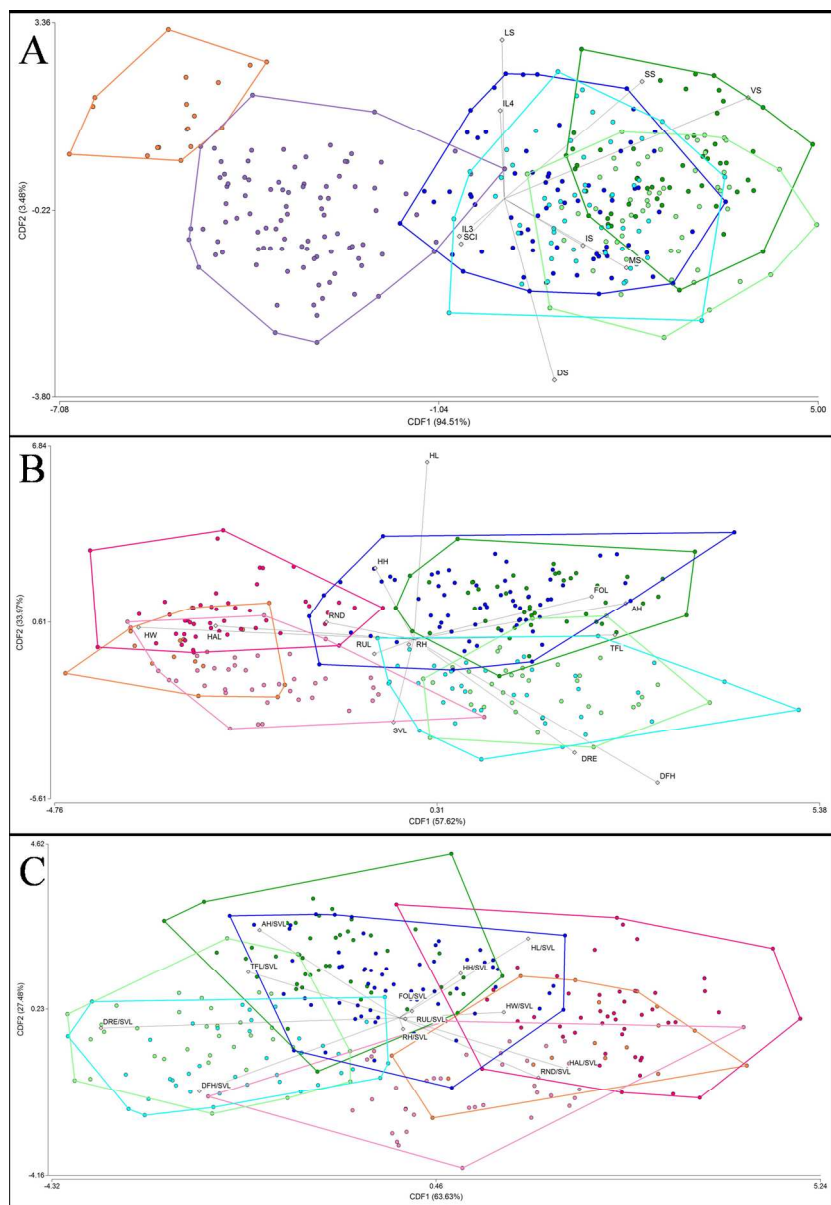 A
3.36
LS
IL4
SS
VS
CDF2 (3.48%)
-0.22
IL3
SCI
IS
MS
DS
-3.80
-7.08
-1.04
5.00
CDF1 (94.51%)
B
6.84
HL
HH
FOL
AH
CDF2 (33.97%)
0.61
HW
HAL
RND
RUL
RH
TFL
SVL
DRE
DFH
-5.61
-4.76
0.31
5.38
CDF1 (57.62%)
C
4.62
AH/SVL
HL/SVL
TFL/SVL
HH/SVL
CDF2 (27.48%)
0.23
FOL/SVL
HW/SVL
DRE/SVL
RUL/SVL
RH/SVL
HAL/SVL
DFH/SVL
RND/SVL
-4.16
-4.32
0.46
5.24
CDF1 (63.63%)